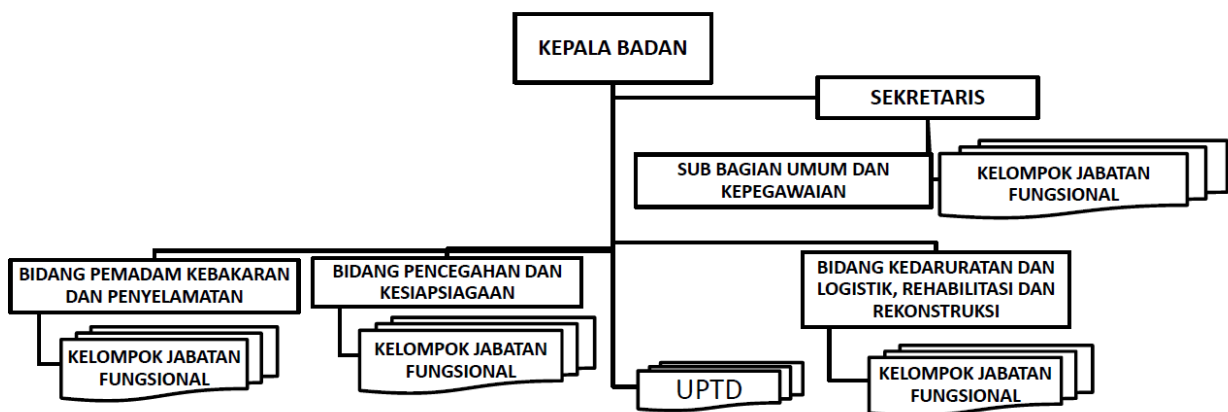 KEPALA BADAN
SEKRETARIS
SUB BAGIAN UMUM DAN
KEPEGAWAIAN
KELOMPOK JABATAN
FUNGSIONAL
BIDANG PEMADAM KEBAKARAN
DAN PENYELAMATAN
KELOMPOK JABATAN
FUNGSIONAL
BIDANG PENCEGAHAN DAN
KESIAPSIAGAAN
KELOMPOK JABATAN
FUNGSIONAL
UPTD
BIDANG KEDARURATAN DAN
LOGISTIK, REHABILITASI DAN
REKONSTRUKSI
KELOMPOK JABATAN
FUNGSIONAL